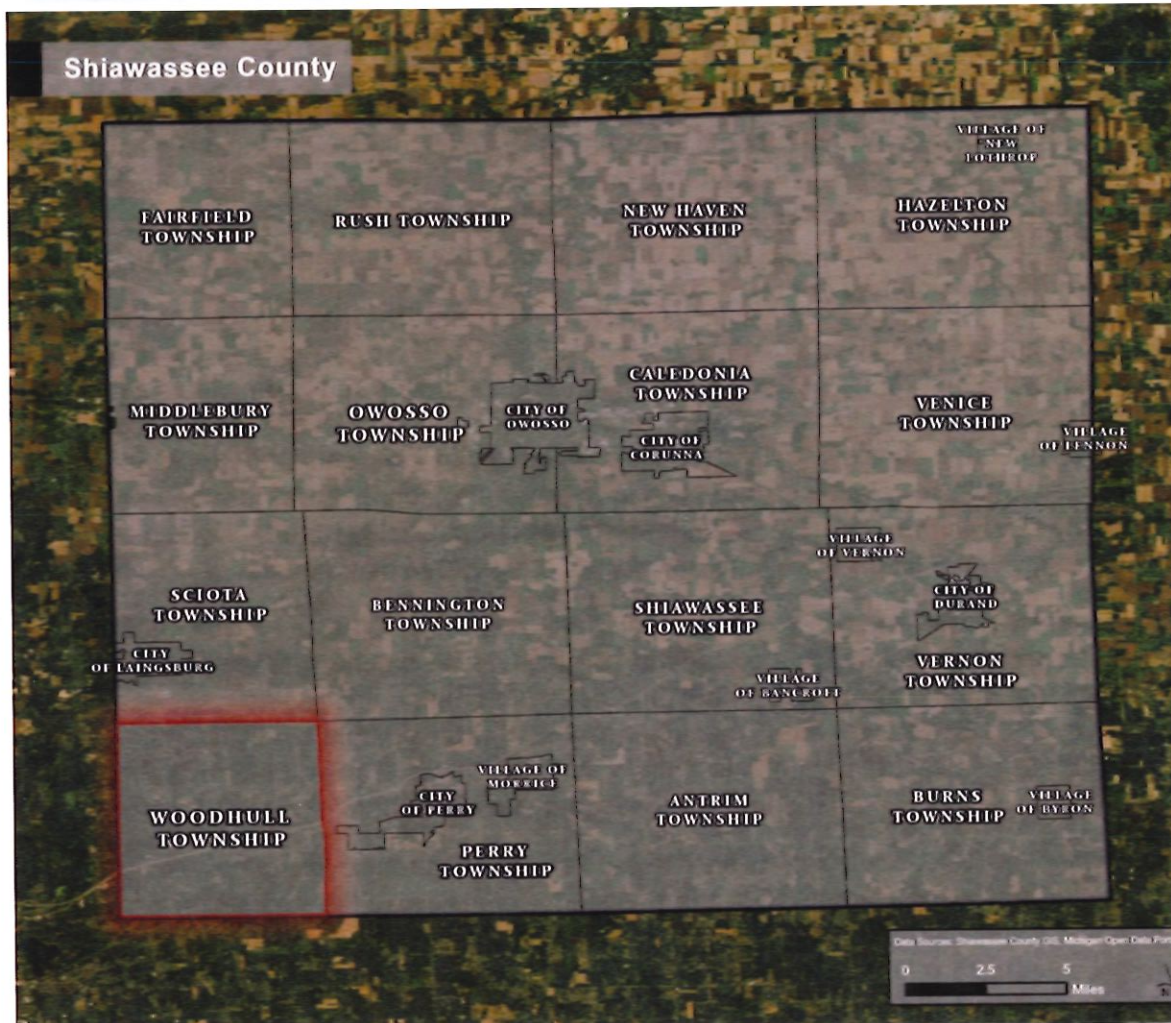 Shiawassee County
VILLAGE OF
NEW
LOTHROP
FAIRFIELD
TOWNSHIP
RUSH TOWNSHIP
NEW HAVEN
TOWNSHIP
HAZELTON
TOWNSHIP
MIDDLEBURY
TOWNSHIP
OWOSSO
TOWNSHIP
CITY OF
OWOSSO
CALEDONIA
TOWNSHIP
CITY OF
CORUNNA
VENICE
TOWNSHIP
VILLAGE
OF LENNON
SCIOTA
TOWNSHIP
CITY
OF LAINGSBURG
BENNINGTON
TOWNSHIP
SHIAWASSEE
TOWNSHIP
VILLAGE
OF BANCROFT
VILLAGE
OF VERNON
CITY OF
DURAND
VERNON
TOWNSHIP
WOODHULL
TOWNSHIP
CITY
OF PERRY
VILLAGE OF
MORRICE
PERRY
TOWNSHIP
ANTRIM
TOWNSHIP
BURNS
TOWNSHIP
VILLAGE
OF BYRON
Data Sources: Shiawassee County GIS, Michigan Open Data
0 2.5 5
Miles